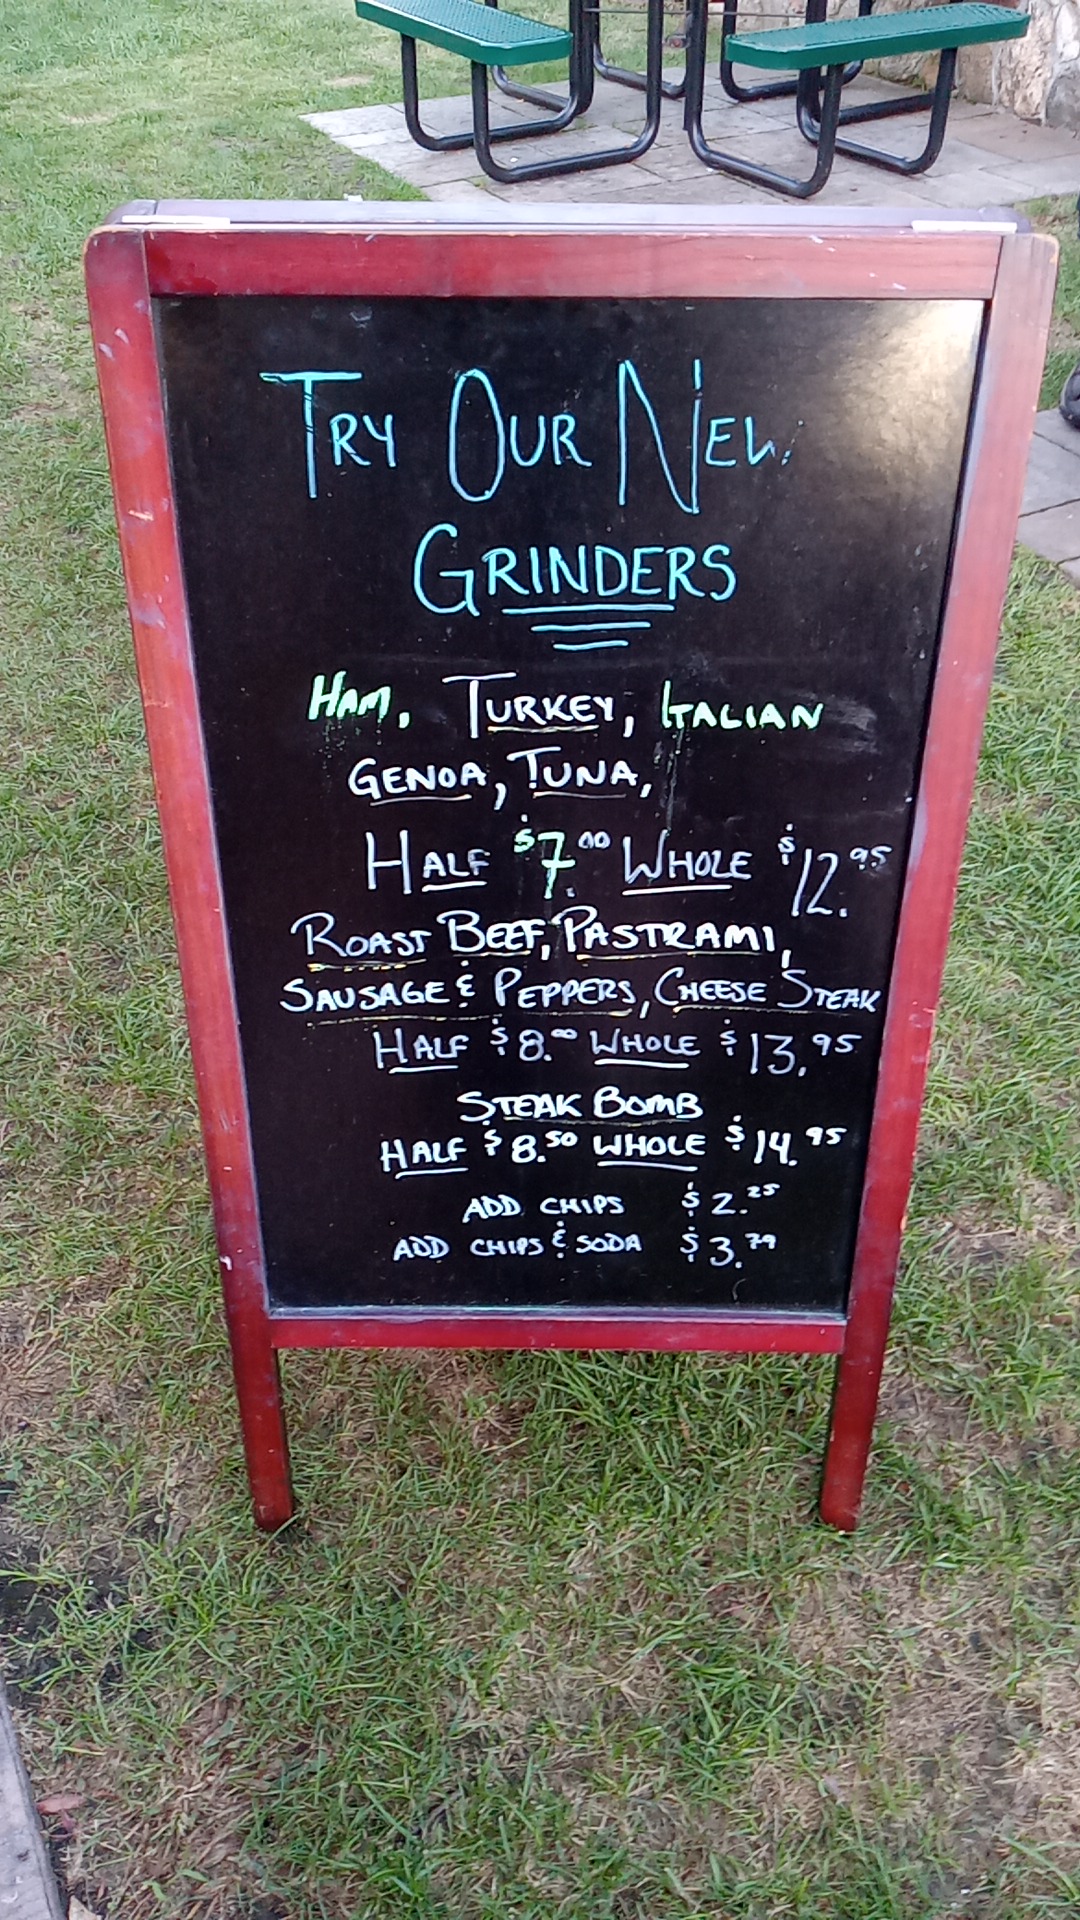 TRY OUR NEW
GRINDERS
HAM, TURKEY, ITALIAN
GENOA, TUNA,
HALF $7.00 WHOLE $12.95
ROAST BEEF, PASTRAMI,
SAUSAGE & PEPPERS, CHEESE STEAK
HALF $8.00 WHOLE $13.95
STEAK BOMB
HALF $8.50 WHOLE $14.95
ADD CHIPS $2.25
ADD CHIPS & SODA $3.79